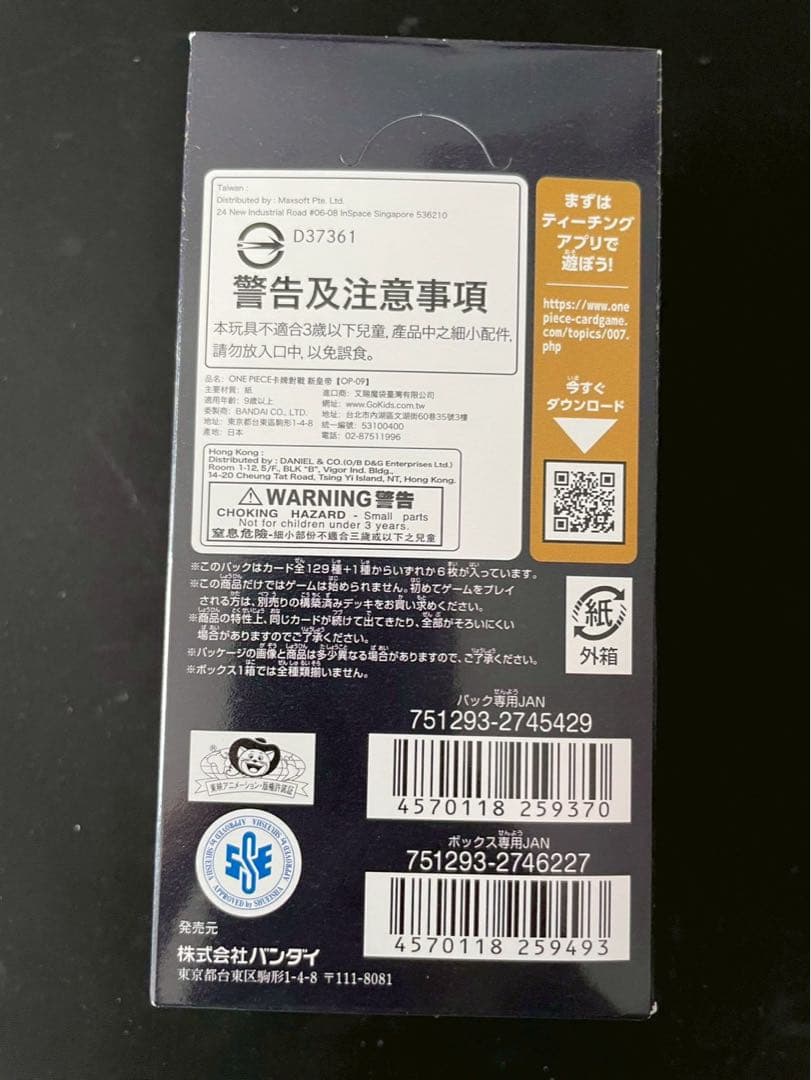 Taiwan :
Distributed by : Maxsoft Pte. Ltd.
24 New Industrial Road #06-08 InSpace Singapore 536210
D37361
警告及注意事項
本玩具不適合3歲以下兒童, 產品中之細小配件,
請勿放入口中, 以免誤食。
品名: ONE PIECE卡牌對戰 新皇帝【OP-09】
主要材質: 紙
適用年齡: 9歲以上
委製商: BANDAI CO., LTD.
地址: 東京都台東區駒形1-4-8
產地: 日本
進口商: 艾賜魔袋臺灣有限公司
網址: www.GoKids.com.tw
地址: 台北市內湖區文湖街60巷35號3樓
統一編號: 53100400
電話: 02-87511996
Hong Kong :
Distributed by : DANIEL & CO.(O/B D&G Enterprises Ltd.)
Room 1-12, 5/F., BLK "B", Vigor Ind. Bldg.,
14-20 Cheung Tat Road, Tsing Yi Island, NT, Hong Kong.
WARNING 警告
CHOKING HAZARD - Small parts
Not for children under 3 years.
窒息危險-細小部份不適合三歲或以下之兒童
まずは
ティーチング
アプリで
遊ぼう!
https://www.one
piece-cardgame.
com/topics/007.
php
今すぐ
ダウンロード
※このパックはカード全129種+1種からいずれか6枚が入っています。
※この商品だけではゲームは始められません。初めてゲームをプレイ
される方は、別売りの構築済みデッキをお買い求めください。
※商品の特性上、同じカードが続けて出てきたり、全部がそろいにくい
場合がありますのでご了承ください。
※パッケージの画像と商品は多少異なる場合がありますので、ご了承ください。
※ボックス1箱では全種類揃いません。
紙
外箱
パック専用JAN
751293-2745429
4570118 259370
ボックス専用JAN
751293-2746227
4570118 259493
東映アニメーション・版権許諾証
APPROVED by SHUEISHA
発売元
株式会社バンダイ
東京都台東区駒形1-4-8 〒111-8081